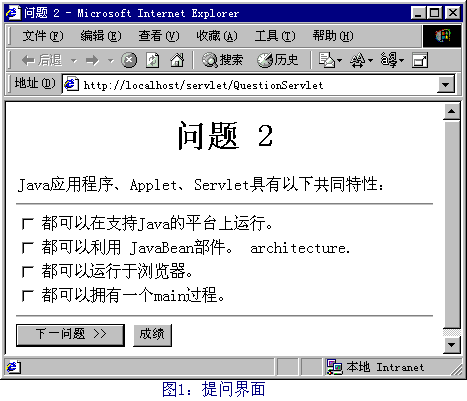 问题 2 - Microsoft Internet Explorer
文件(F) 编辑(E) 查看(V) 收藏(A) 工具(T) 帮助(H)
后退 搜索 历史
地址(D) http://localhost/servlet/QuestionServlet
问题 2
Java应用程序、Applet、Servlet具有以下共同特性：
都可以在支持Java的平台上运行。
都可以利用 JavaBean部件。 architecture.
都可以运行于浏览器。
都可以拥有一个main过程。
下一问题 >> 成绩
本地 Intranet
图1：提问界面